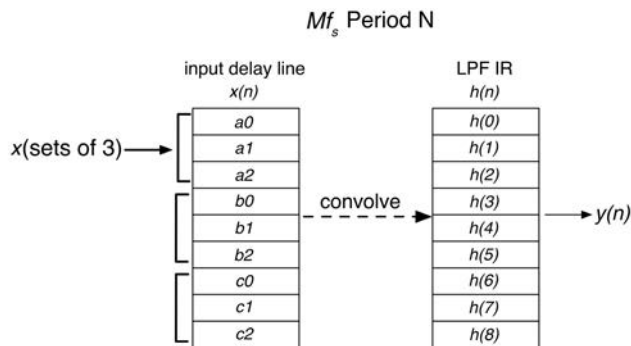 Mfs Period N
input delay line
x(n)
LPF IR
h(n)
x(sets of 3)
a0
a1
a2
b0
b1
b2
c0
c1
c2
convolve
h(0)
h(1)
h(2)
h(3)
h(4)
h(5)
h(6)
h(7)
h(8)
y(n)